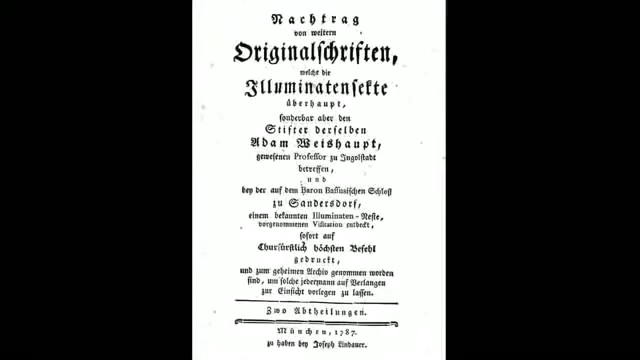 Nachtrag
von weitern
Originalschriften,
welche die
Illuminatensekte
überhaupt,
sonderbar aber den
Stifter derselben
Adam Weishaupt,
gewesenen Professor zu Ingolstadt
betreffen,
und
bey der auf dem Baron Bassusischen Schloß
zu Sandersdorf,
einem bekannten Illuminaten-Neste,
vorgenommenen Visitation entdeckt,
sofort auf
Churfürstlich höchsten Befehl
gedruckt,
und zum geheimen Archiv genommen worden
sind, um solche jedermann auf Verlangen
zur Einsicht vorlegen zu lassen.
Zwo Abtheilungen.
München, 1787.
zu haben bey Joseph Lindauer.